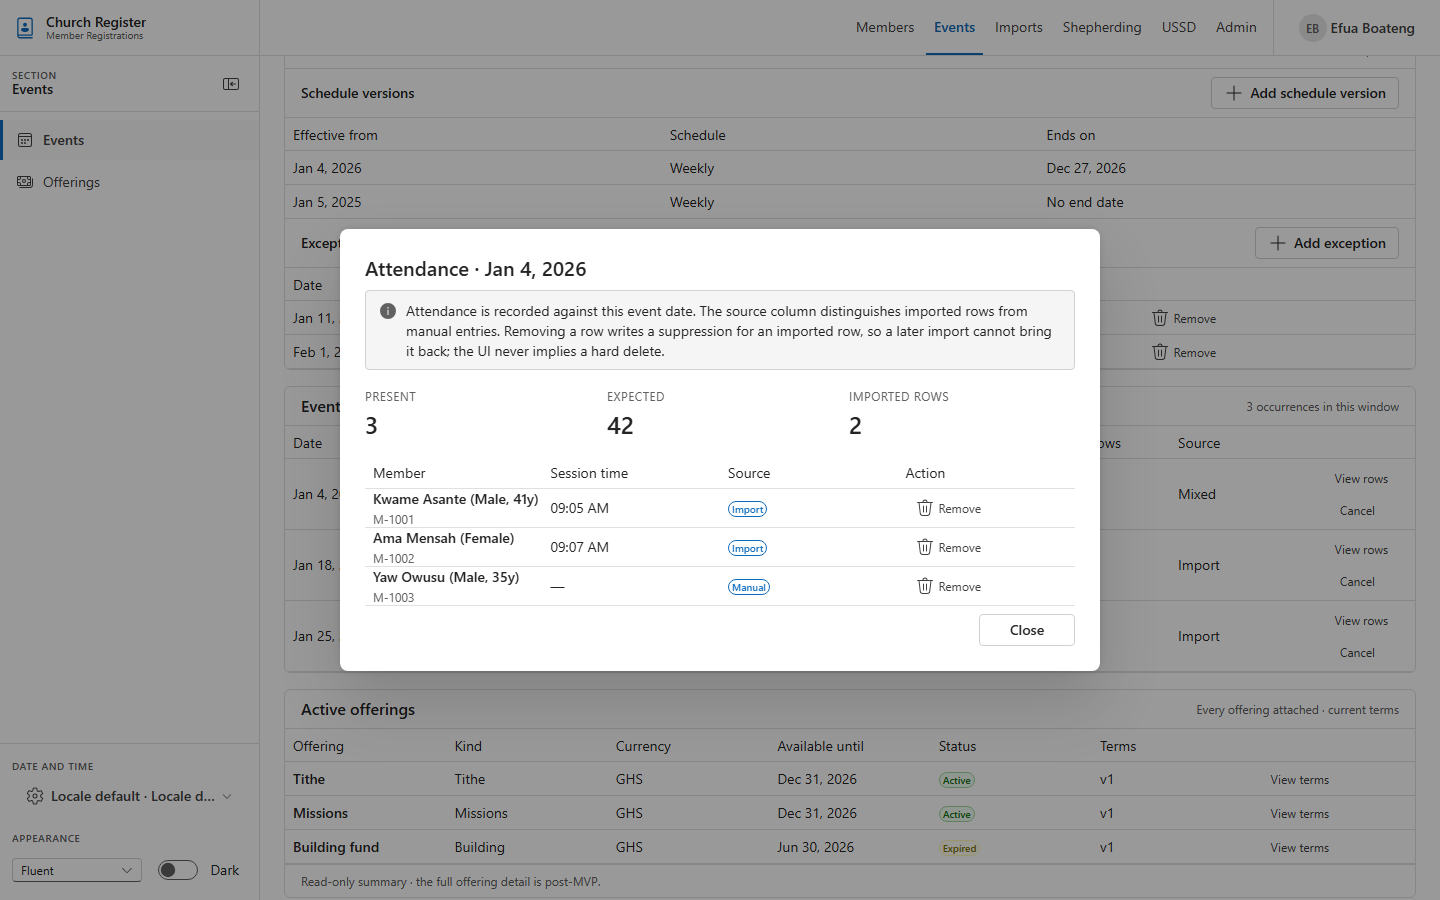 Church Register
Member Registrations
Members
Events
Imports
Shepherding
USSD
Admin
EB
Efua Boateng
SECTION
Events
Events
Offerings
Schedule versions
Add schedule version
Effective from
Schedule
Ends on
Jan 4, 2026
Weekly
Dec 27, 2026
Jan 5, 2025
Weekly
No end date
Add exception
Date
Jan 11,
Remove
Feb 1,
Remove
3 occurrences in this window
Date
Source
Jan 4,
Mixed
View rows
Cancel
Jan 18,
Import
View rows
Cancel
Jan 25,
Import
View rows
Cancel
Attendance · Jan 4, 2026
Attendance is recorded against this event date. The source column distinguishes imported rows from
manual entries. Removing a row writes a suppression for an imported row, so a later import cannot bring
it back; the UI never implies a hard delete.
PRESENT
3
EXPECTED
42
IMPORTED ROWS
2
Member
Session time
Source
Action
Kwame Asante (Male, 41y)
M-1001
09:05 AM
Import
Remove
Ama Mensah (Female)
M-1002
09:07 AM
Import
Remove
Yaw Owusu (Male, 35y)
M-1003
—
Manual
Remove
Close
Active offerings
Every offering attached · current terms
Offering
Kind
Currency
Available until
Status
Terms
Tithe
Tithe
GHS
Dec 31, 2026
Active
v1
View terms
Missions
Missions
GHS
Dec 31, 2026
Active
v1
View terms
Building fund
Building
GHS
Jun 30, 2026
Expired
v1
View terms
Read-only summary · the full offering detail is post-MVP.
DATE AND TIME
Locale default · Locale d...
APPEARANCE
Fluent
Dark